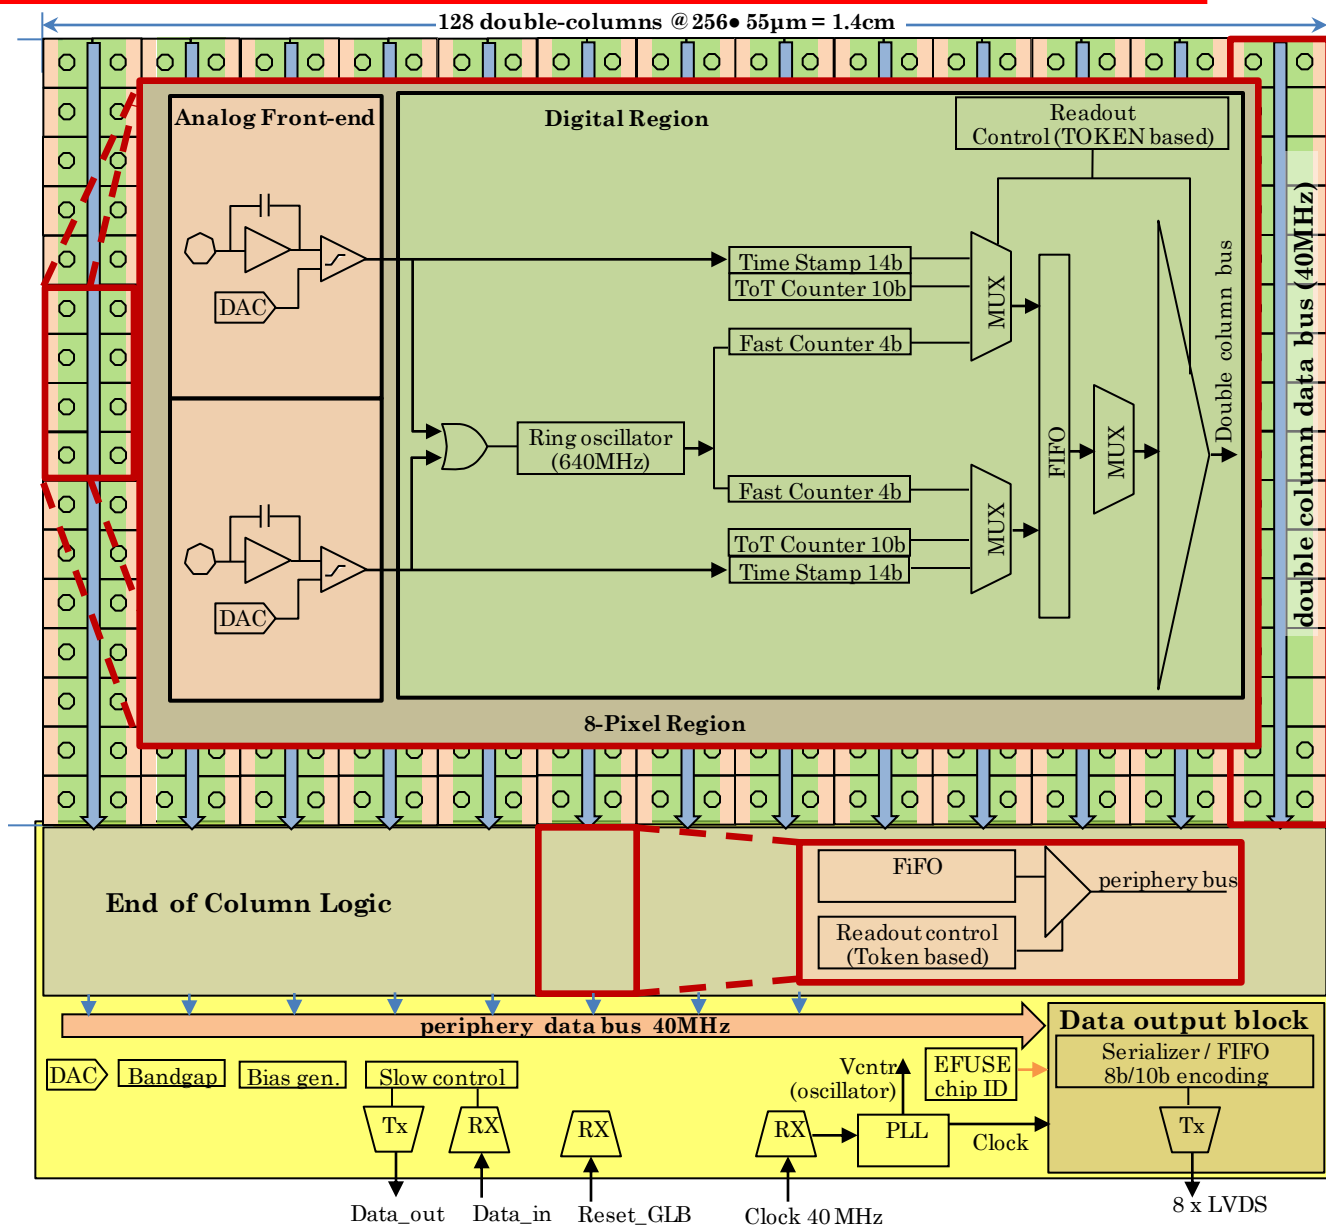 128 double-columns @256• 55µm = 1.4cm
Analog Front-end
Digital Region
Readout
Control (TOKEN based)
DAC
Time Stamp 14b
ToT Counter 10b
MUX
Fast Counter 4b
Ring oscillator
(640MHz)
FIFO
MUX
Double column bus
double column data bus (40MHz)
Fast Counter 4b
ToT Counter 10b
MUX
Time Stamp 14b
DAC
8-Pixel Region
End of Column Logic
FiFO
periphery bus
Readout control
(Token based)
periphery data bus 40MHz
Data output block
Serializer / FIFO
8b/10b encoding
DAC
Bandgap
Bias gen.
Slow control
Vcntr
(oscillator)
EFUSE
chip ID
Tx
RX
RX
RX
PLL
Clock
Tx
Data_out
Data_in
Reset_GLB
Clock 40 MHz
8 x LVDS